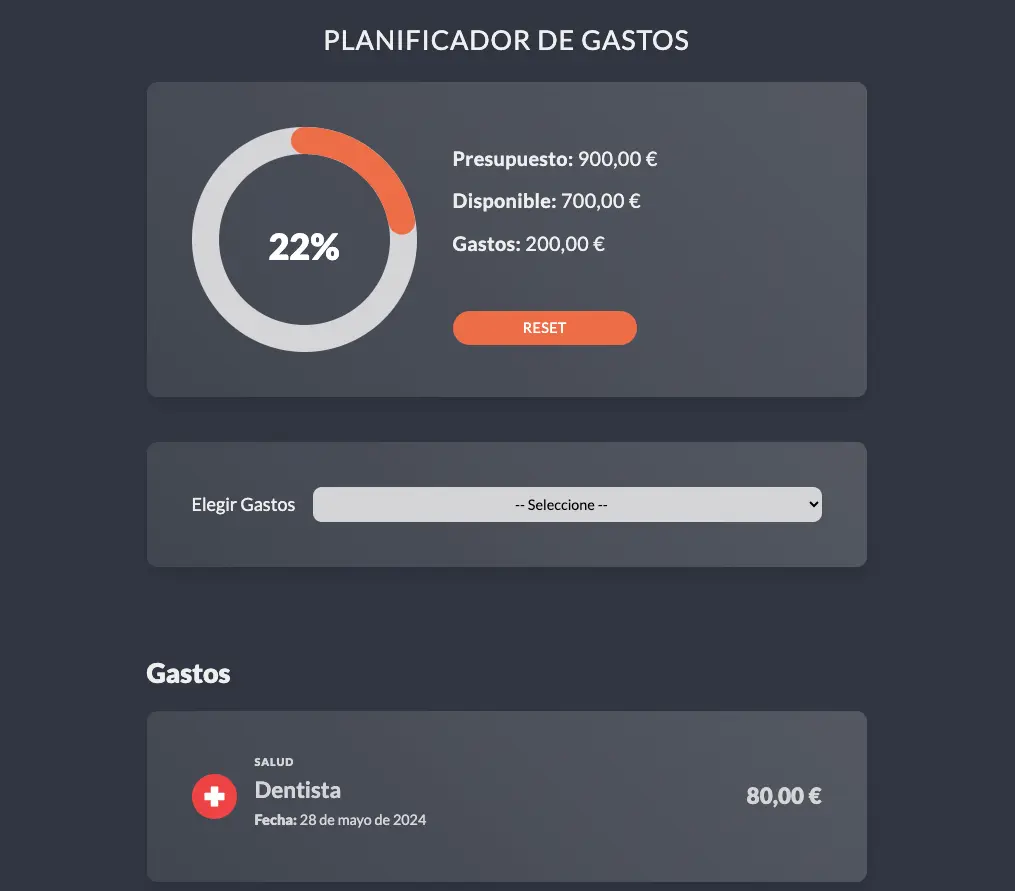 PLANIFICADOR DE GASTOS
22%
Presupuesto: 900,00 €
Disponible: 700,00 €
Gastos: 200,00 €
RESET
Elegir Gastos
-- Seleccione --
Gastos
SALUD
Dentista
Fecha: 28 de mayo de 2024
80,00 €